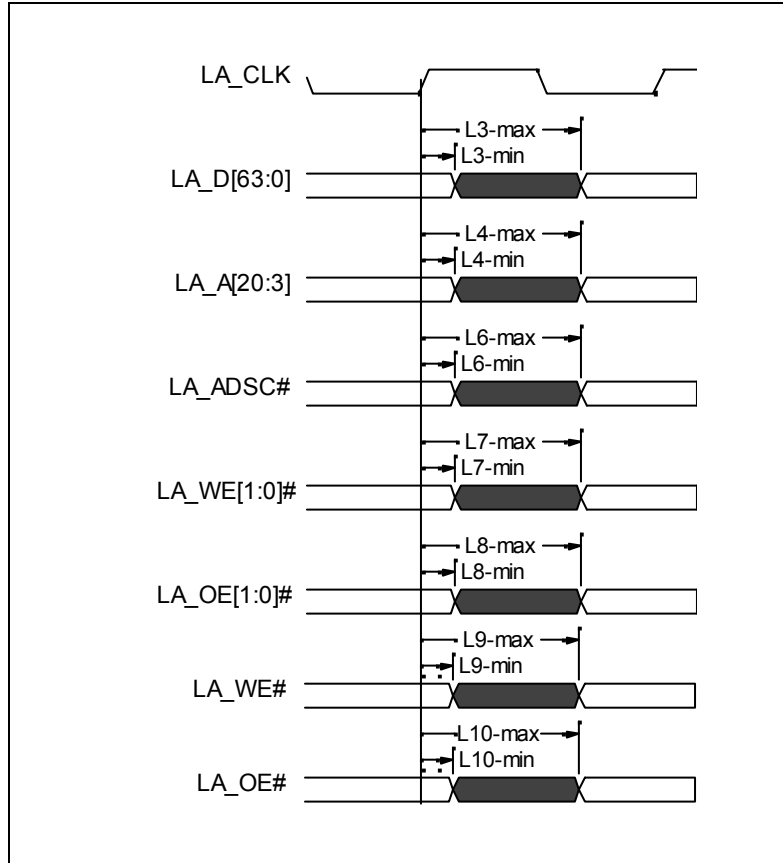 LA_CLK
L3-max
L3-min
LA_D[63:0]
L4-max
L4-min
LA_A[20:3]
L6-max
L6-min
LA_ADSC#
L7-max
L7-min
LA_WE[1:0]#
L8-max
L8-min
LA_OE[1:0]#
L9-max
L9-min
LA_WE#
L10-max
L10-min
LA_OE#